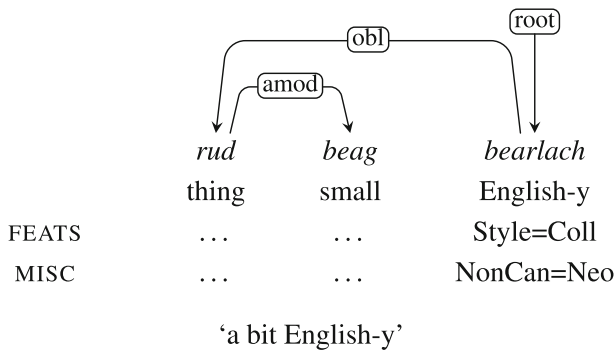 root
obl
amod
rud beag bearlach
thing small English-y
FEATS ... ... Style=Coll
MISC ... ... NonCan=Neo
‘a bit English-y’